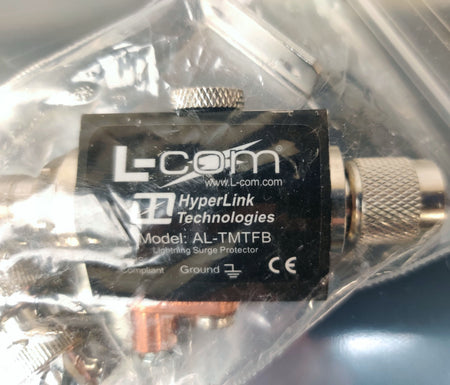 L-com®
www.L-com.com
HyperLink
Technologies
Model: AL-TMTFB
Lightning Surge Protector
Compliant Ground CE